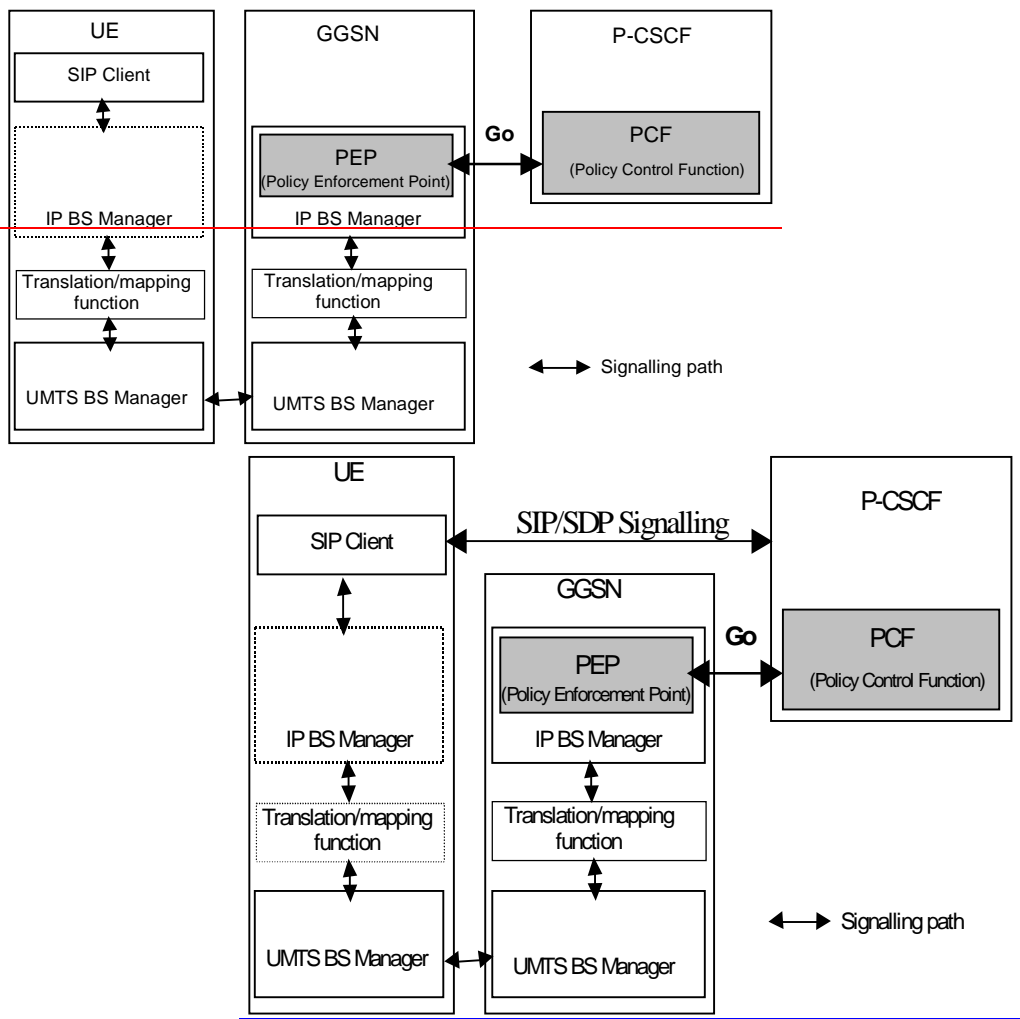 UE
GGSN
P-CSCF
SIP Client
Go
PEP
(Policy Enforcement Point)
PCF
(Policy Control Function)
IP BS Manager
IP BS Manager
Translation/mapping
function
Translation/mapping
function
Signalling path
UMTS BS Manager
UMTS BS Manager
UE
P-CSCF
SIP/SDP Signalling
SIP Client
GGSN
Go
PEP
(Policy Enforcement Point)
PCF
(Policy Control Function)
IP BS Manager
IP BS Manager
Translation/mapping
function
Translation/mapping
function
Signalling path
UMTS BS Manager
UMTS BS Manager